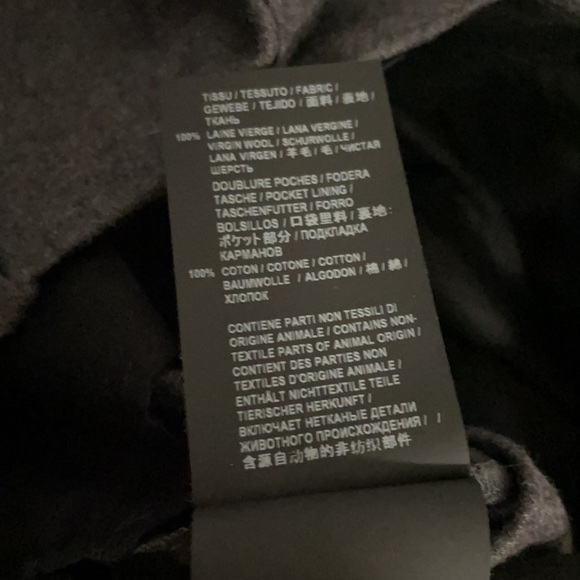 TISSU / TESSUTO / FABRIC /
GEWEBE / TEJIDO / 面料 / 裏地 /
ТКАНЬ
100% LAINE VIERGE / LANA VERGINE /
VIRGIN WOOL / SCHURWOLLE /
LANA VIRGEN / 羊毛 / 毛 / ЧИСТАЯ
ШЕРСТЬ
DOUBLURE POCHES / FODERA
TASCHE / POCKET LINING /
TASCHENFUTTER / FORRO
BOLSILLOS / 口袋里料 / 裏地:
ポケット部分 / ПОДКЛАДКА
КАРМАНОВ
100% COTON / COTONE / COTTON /
BAUMWOLLE / ALGODON / 棉 / 綿 /
ХЛОПОК
CONTIENE PARTI NON TESSILI DI
ORIGINE ANIMALE / CONTAINS NON-
TEXTILE PARTS OF ANIMAL ORIGIN /
CONTIENT DES PARTIES NON
TEXTILES D'ORIGINE ANIMALE /
ENTHÄLT NICHTTEXTILE TEILE
TIERISCHER HERKUNFT /
ВКЛЮЧАЕТ НЕТКАНЫЕ ДЕТАЛИ
ЖИВОТНОГО ПРОИСХОЖДЕНИЯ / /
含源自动物的非纺织部件